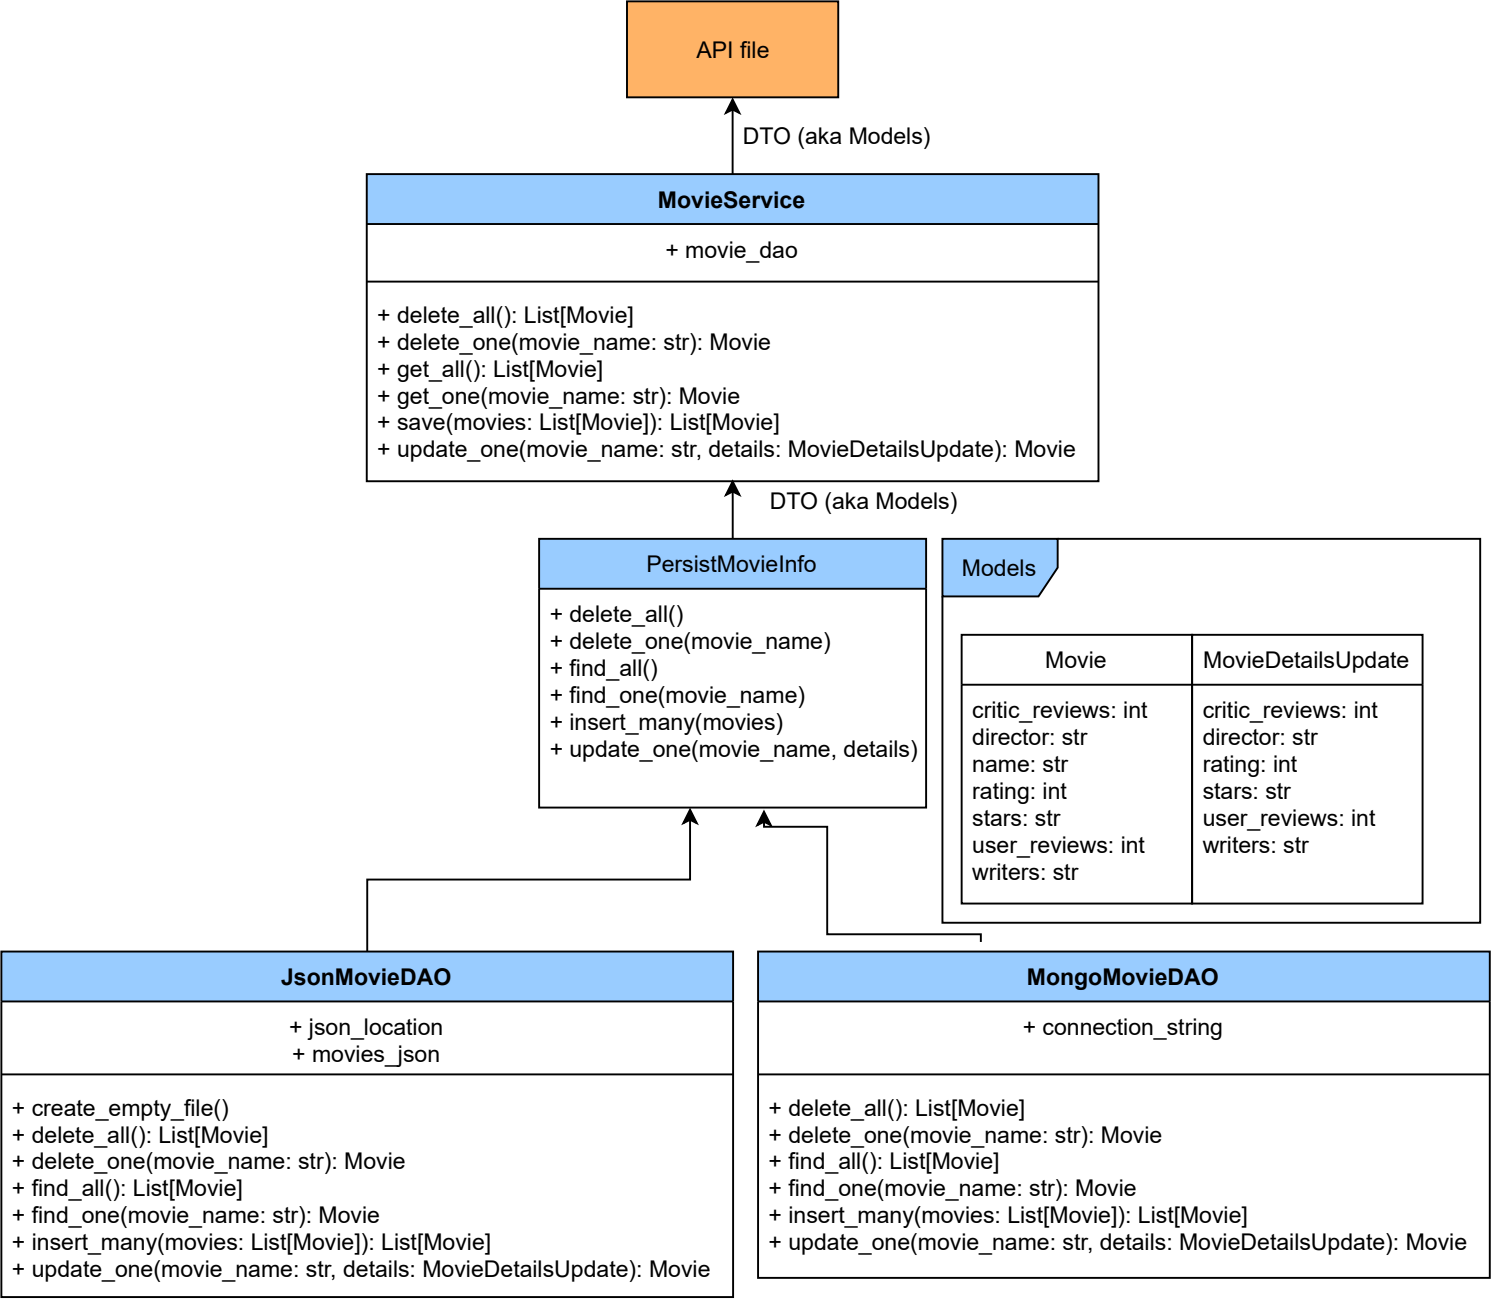 API file
DTO (aka Models)
MovieService
+ movie_dao
+ delete_all(): List[Movie]
+ delete_one(movie_name: str): Movie
+ get_all(): List[Movie]
+ get_one(movie_name: str): Movie
+ save(movies: List[Movie]): List[Movie]
+ update_one(movie_name: str, details: MovieDetailsUpdate): Movie
DTO (aka Models)
PersistMovieInfo
+ delete_all()
+ delete_one(movie_name)
+ find_all()
+ find_one(movie_name)
+ insert_many(movies)
+ update_one(movie_name, details)
Models
Movie
critic_reviews: int
director: str
name: str
rating: int
stars: str
user_reviews: int
writers: str
MovieDetailsUpdate
critic_reviews: int
director: str
rating: int
stars: str
user_reviews: int
writers: str
JsonMovieDAO
+ json_location
+ movies_json
+ create_empty_file()
+ delete_all(): List[Movie]
+ delete_one(movie_name: str): Movie
+ find_all(): List[Movie]
+ find_one(movie_name: str): Movie
+ insert_many(movies: List[Movie]): List[Movie]
+ update_one(movie_name: str, details: MovieDetailsUpdate): Movie
MongoMovieDAO
+ connection_string
+ delete_all(): List[Movie]
+ delete_one(movie_name: str): Movie
+ find_all(): List[Movie]
+ find_one(movie_name: str): Movie
+ insert_many(movies: List[Movie]): List[Movie]
+ update_one(movie_name: str, details: MovieDetailsUpdate): Movie